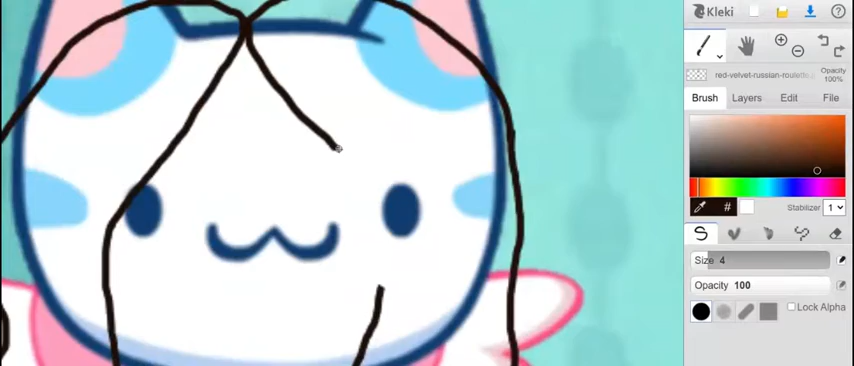 Kleki
red-velvet-russian-roulette.
Opacity
100%
Brush Layers Edit File
#
Stabilizer 1
Size 4
Opacity 100
Lock Alpha